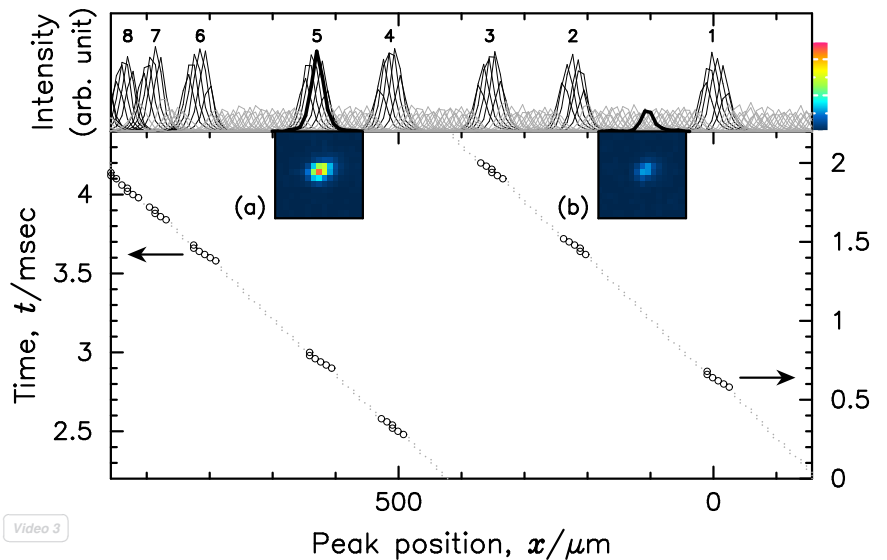 Intensity
(arb. unit)
8 7 6 5 4 3 2 1
(a)
(b)
Time, t/msec
4
3.5
3
2.5
2
1.5
1
0.5
0
500 0
Peak position, x/μm
Video 3